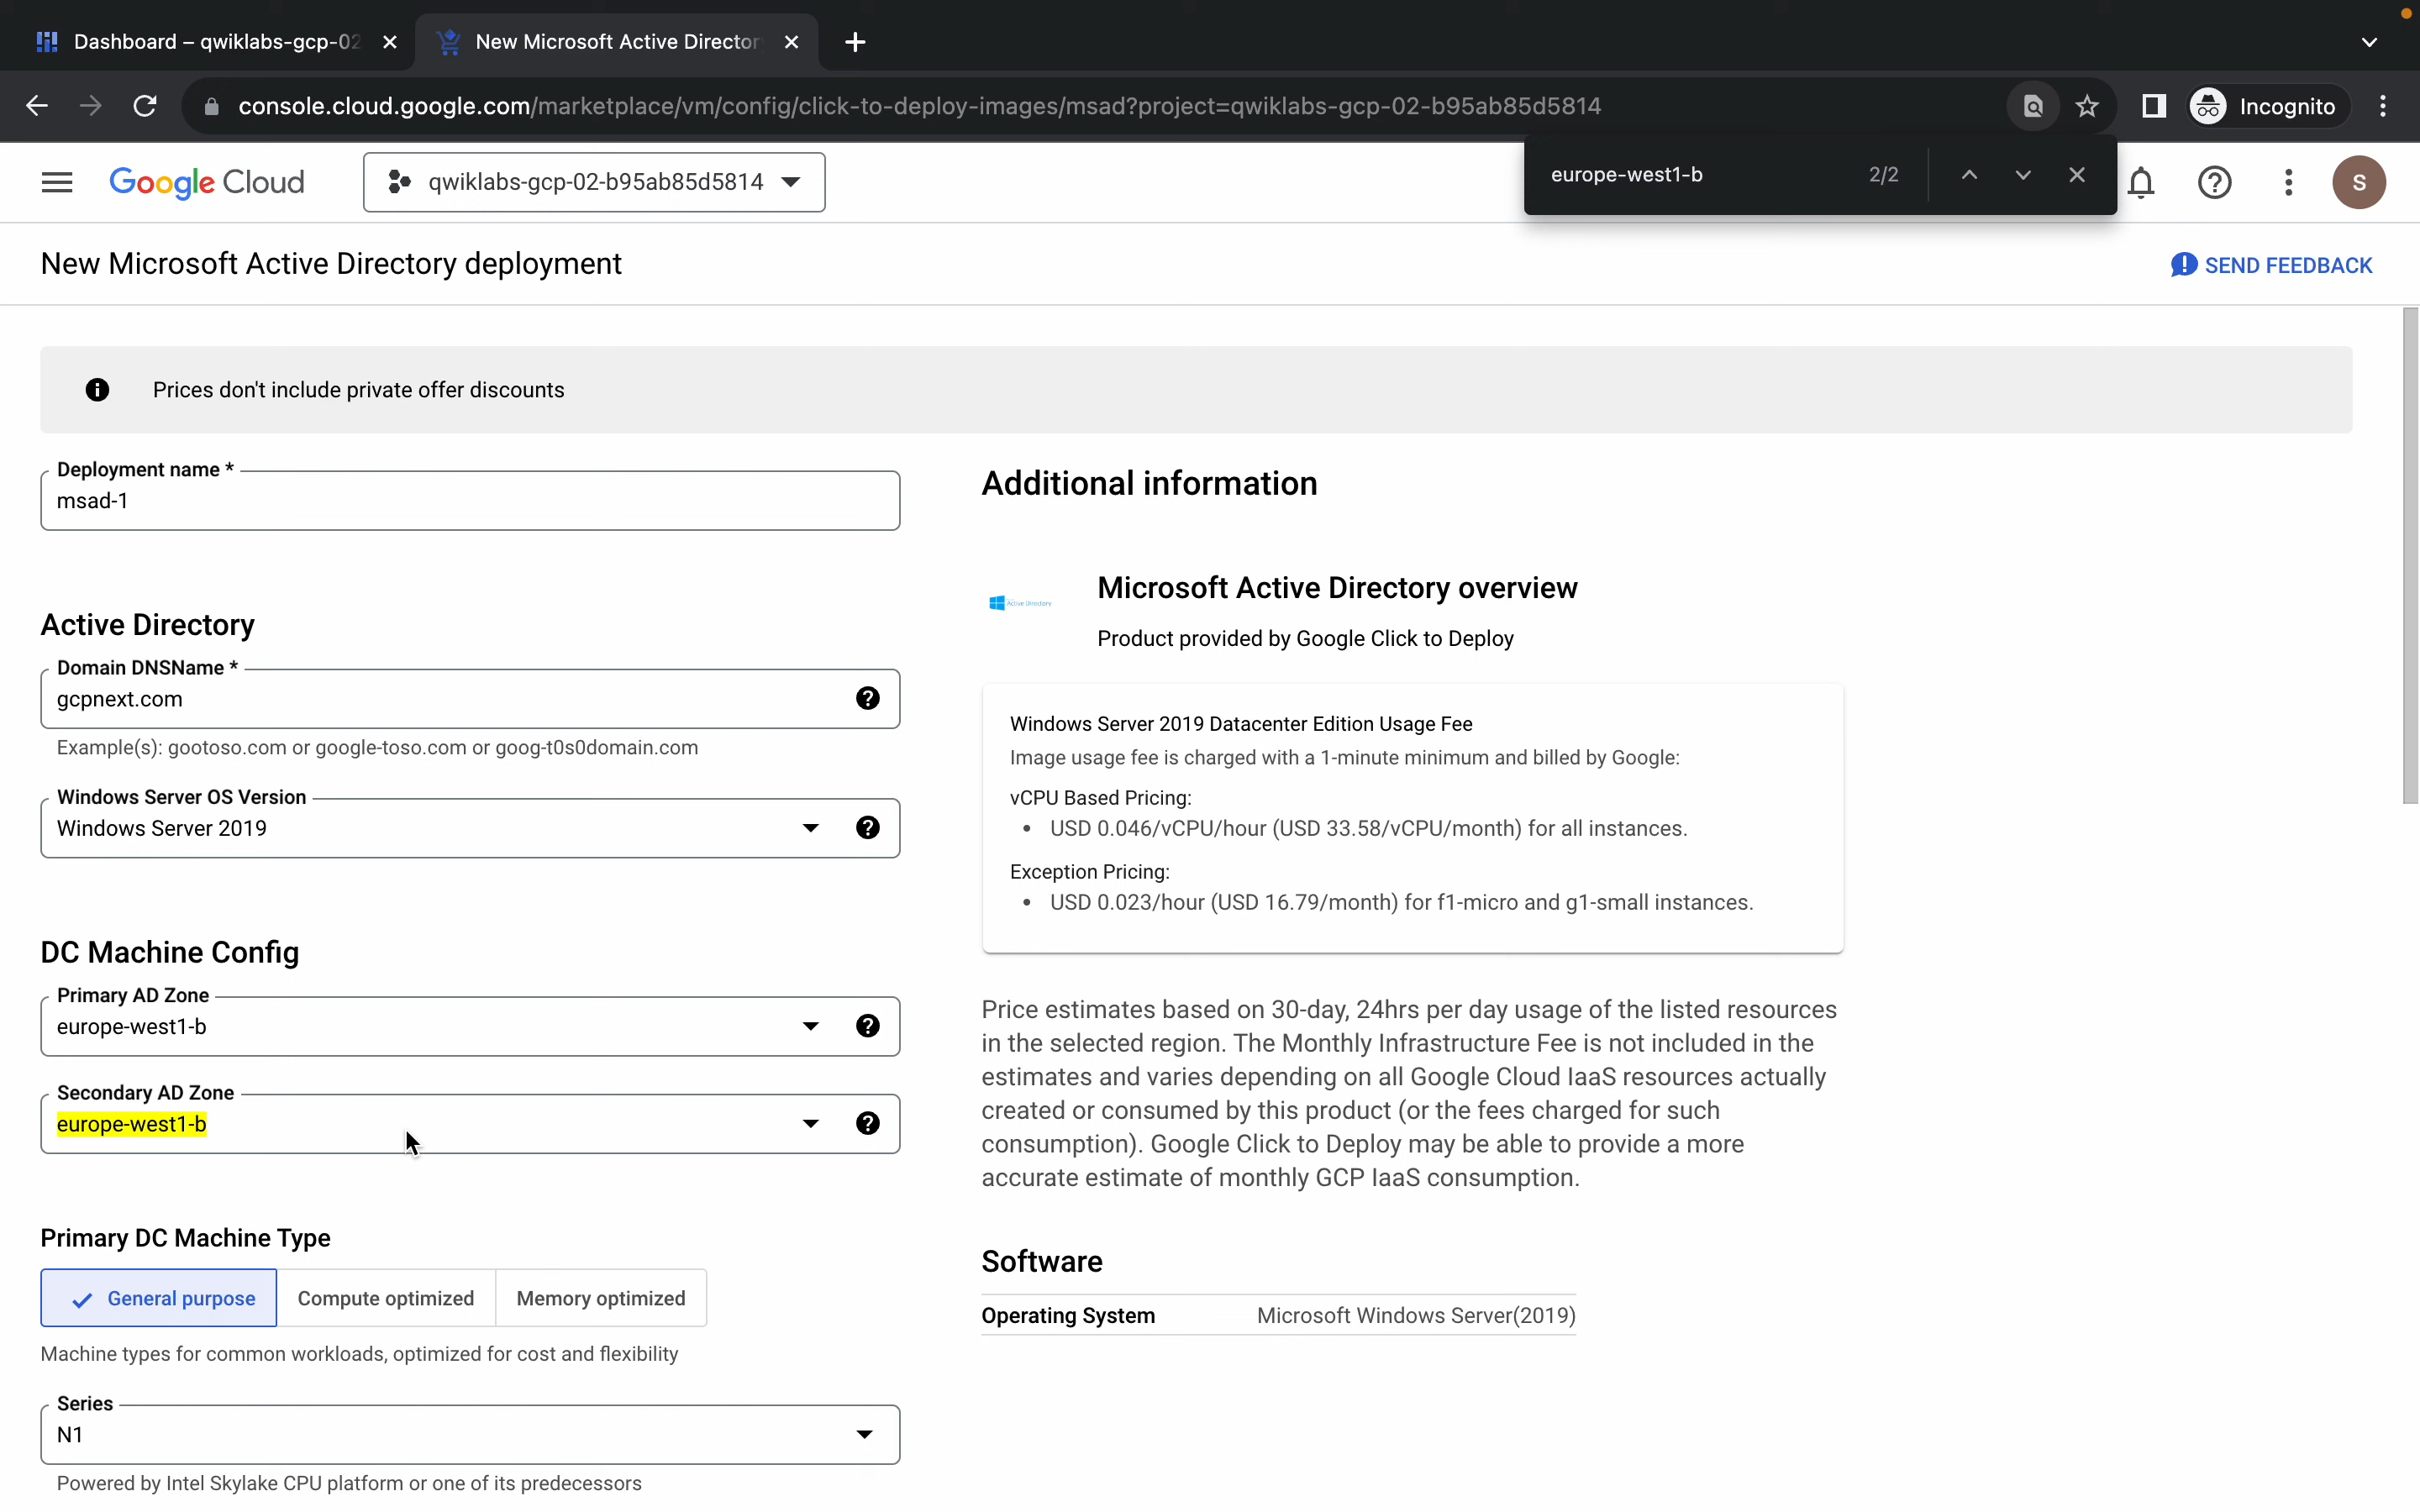 Dashboard – qwiklabs-gcp-02
New Microsoft Active Director
console.cloud.google.com/marketplace/vm/config/click-to-deploy-images/msad?project=qwiklabs-gcp-02-b95ab85d5814
Incognito
europe-west1-b
2/2
Google Cloud
qwiklabs-gcp-02-b95ab85d5814
S
New Microsoft Active Directory deployment
SEND FEEDBACK
Prices don't include private offer discounts
Deployment name *
msad-1
Active Directory
Domain DNSName *
gcpnext.com
Example(s): gootoso.com or google-toso.com or goog-t0s0domain.com
Windows Server OS Version
Windows Server 2019
DC Machine Config
Primary AD Zone
europe-west1-b
Secondary AD Zone
europe-west1-b
Primary DC Machine Type
General purpose
Compute optimized
Memory optimized
Machine types for common workloads, optimized for cost and flexibility
Series
N1
Powered by Intel Skylake CPU platform or one of its predecessors
Additional information
Active Directory
Microsoft Active Directory overview
Product provided by Google Click to Deploy
Windows Server 2019 Datacenter Edition Usage Fee
Image usage fee is charged with a 1-minute minimum and billed by Google:
vCPU Based Pricing:
• USD 0.046/vCPU/hour (USD 33.58/vCPU/month) for all instances.
Exception Pricing:
• USD 0.023/hour (USD 16.79/month) for f1-micro and g1-small instances.
Price estimates based on 30-day, 24hrs per day usage of the listed resources
in the selected region. The Monthly Infrastructure Fee is not included in the
estimates and varies depending on all Google Cloud IaaS resources actually
created or consumed by this product (or the fees charged for such
consumption). Google Click to Deploy may be able to provide a more
accurate estimate of monthly GCP IaaS consumption.
Software
Operating System
Microsoft Windows Server(2019)